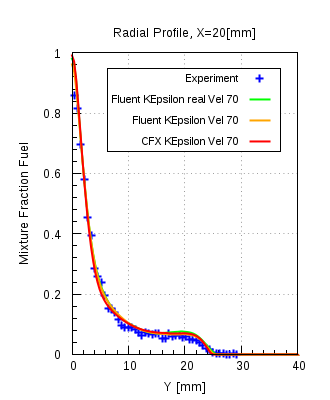 Radial Profile, X=20[mm]
Experiment
Fluent KEpsilon real Vel 70
Fluent KEpsilon Vel 70
CFX KEpsilon Vel 70
Mixture Fraction Fuel
1
0.8
0.6
0.4
0.2
0
0 10 20 30 40
Y [mm]